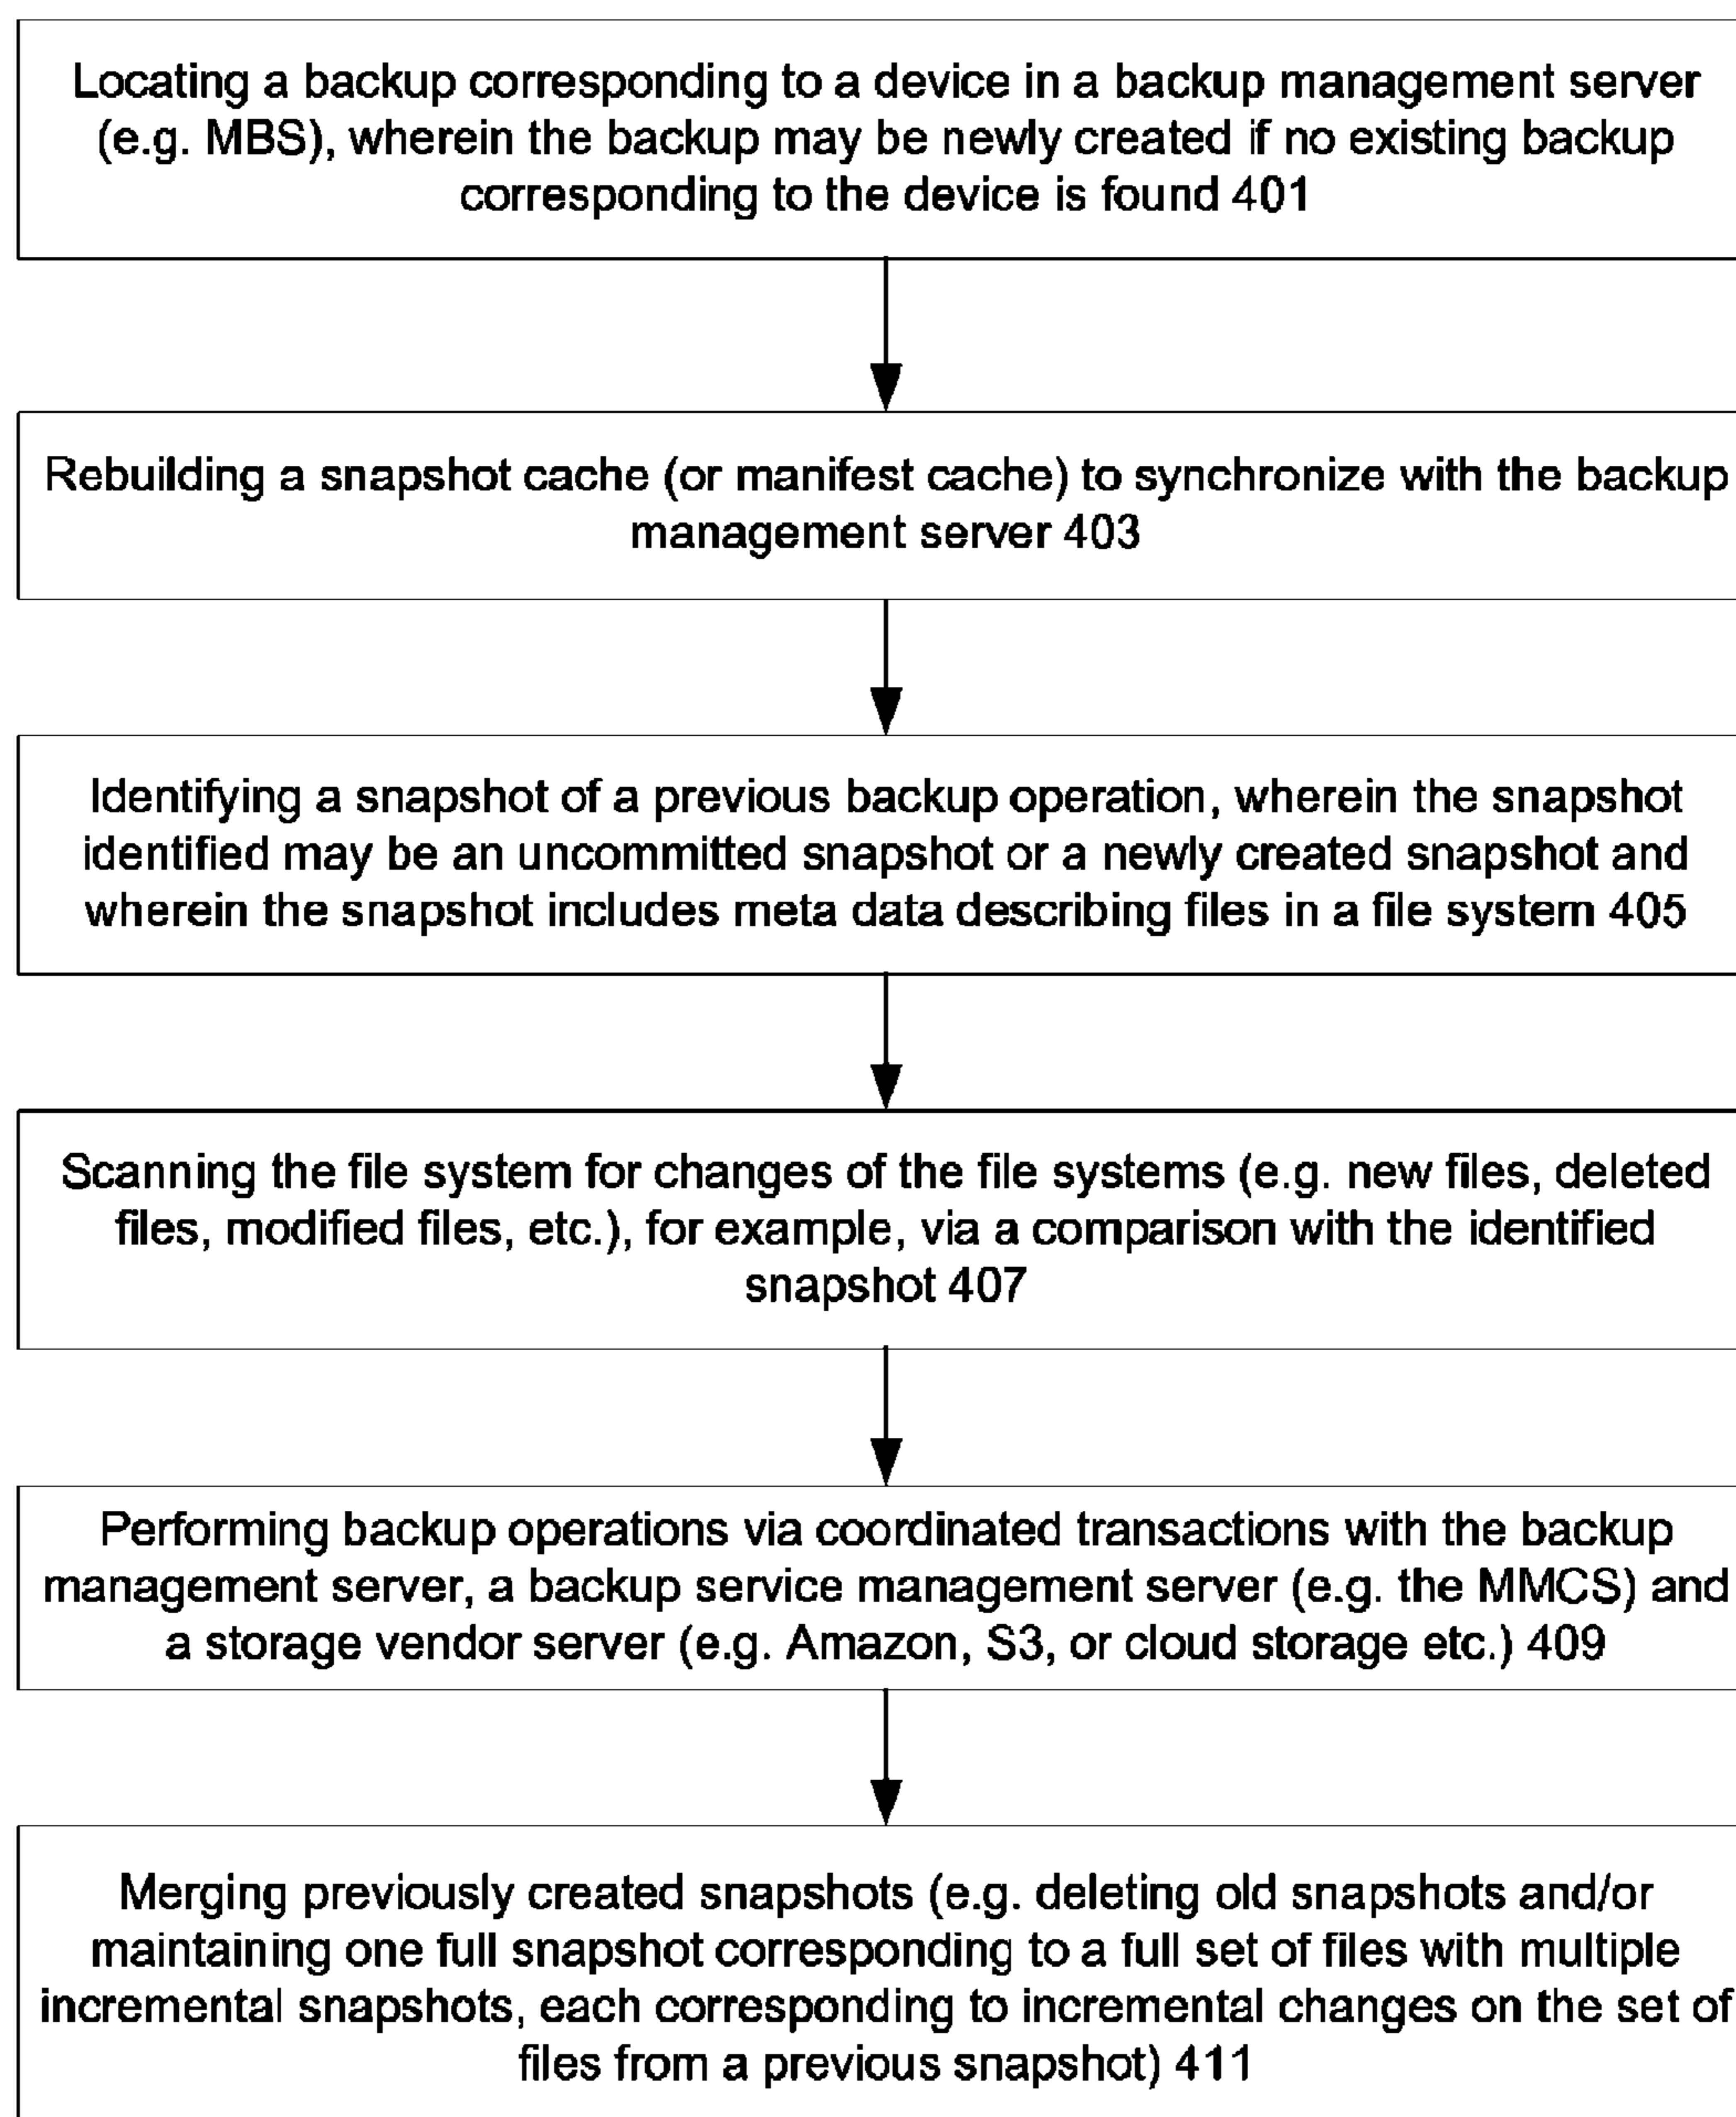 Locating a backup corresponding to a device in a backup management server
(e.g. MBS), wherein the backup may be newly created if no existing backup
corresponding to the device is found 401
Rebuilding a snapshot cache (or manifest cache) to synchronize with the backup
management server 403
Identifying a snapshot of a previous backup operation, wherein the snapshot
identified may be an uncommitted snapshot or a newly created snapshot and
wherein the snapshot includes meta data describing files in a file system 405
Scanning the file system for changes of the file systems (e.g. new files, deleted
files, modified files, etc.), for example, via a comparison with the identified
snapshot 407
Performing backup operations via coordinated transactions with the backup
management server, a backup service management server (e.g. the MMCS) and
a storage vendor server (e.g. Amazon, S3, or cloud storage etc.) 409
Merging previously created snapshots (e.g. deleting old snapshots and/or
maintaining one full snapshot corresponding to a full set of files with multiple
incremental snapshots, each corresponding to incremental changes on the set of
files from a previous snapshot) 411